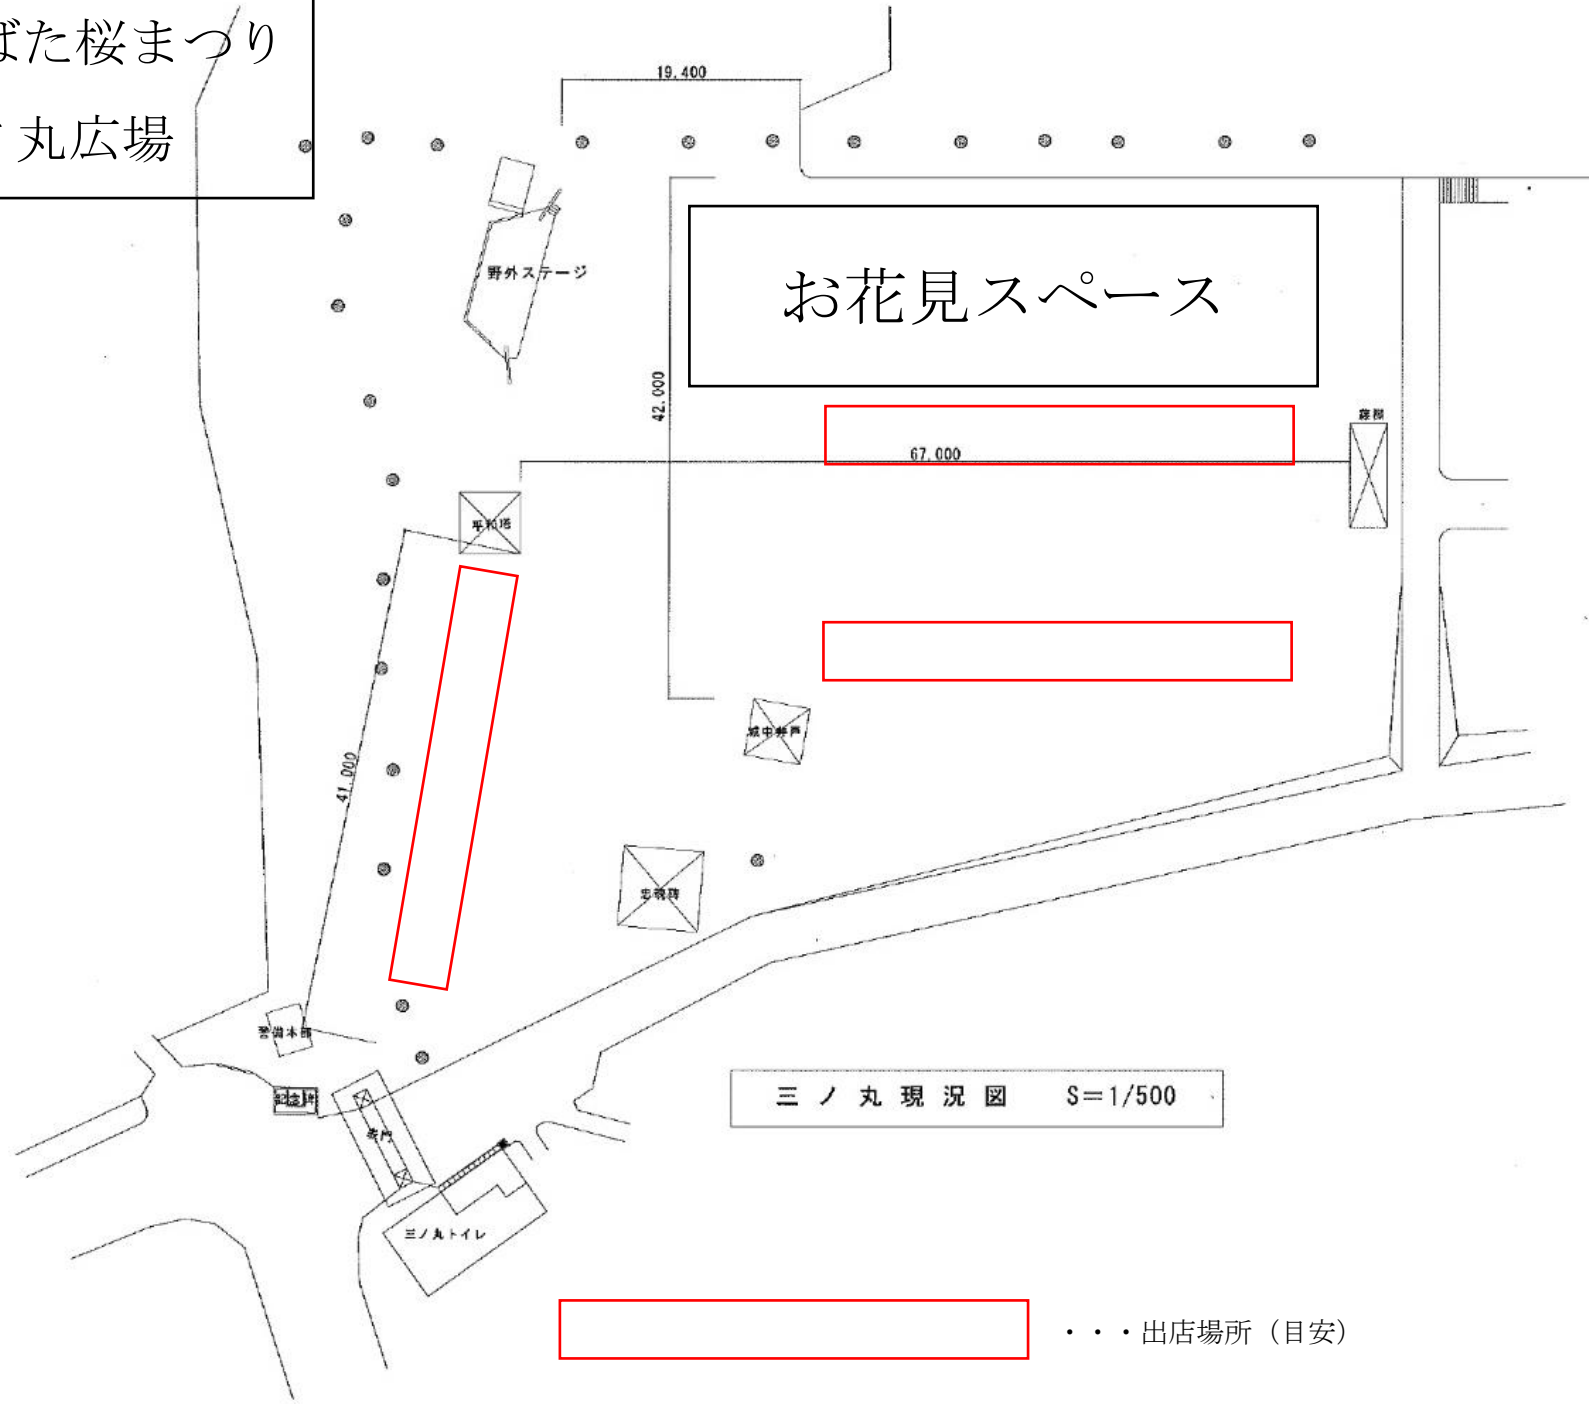 ばた桜まつり
丸広場
19.400
野外ステージ
お花見スペース
42.000
藤棚
67.000
平和塔
41.000
城中井戸
忠魂碑
警備本部
記念碑
三ノ丸現況図 S=1/500
三ノ丸トイレ
・・・出店場所（目安）